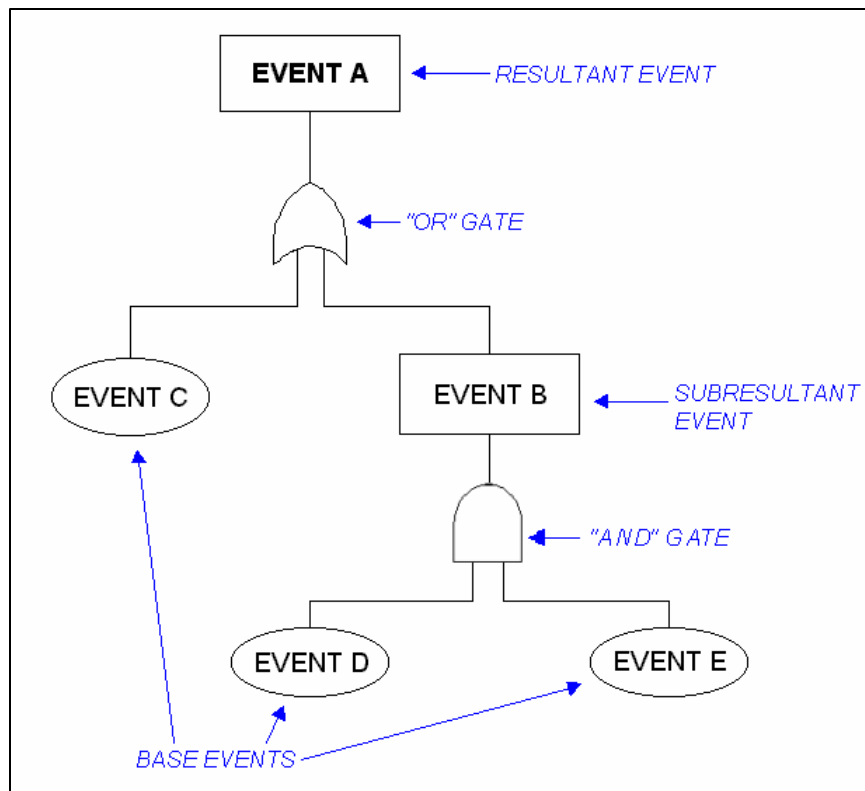 EVENT A
RESULTANT EVENT
"OR" GATE
EVENT C
EVENT B
SUBRESULTANT
EVENT
"AND" GATE
EVENT D
EVENT E
BASE EVENTS